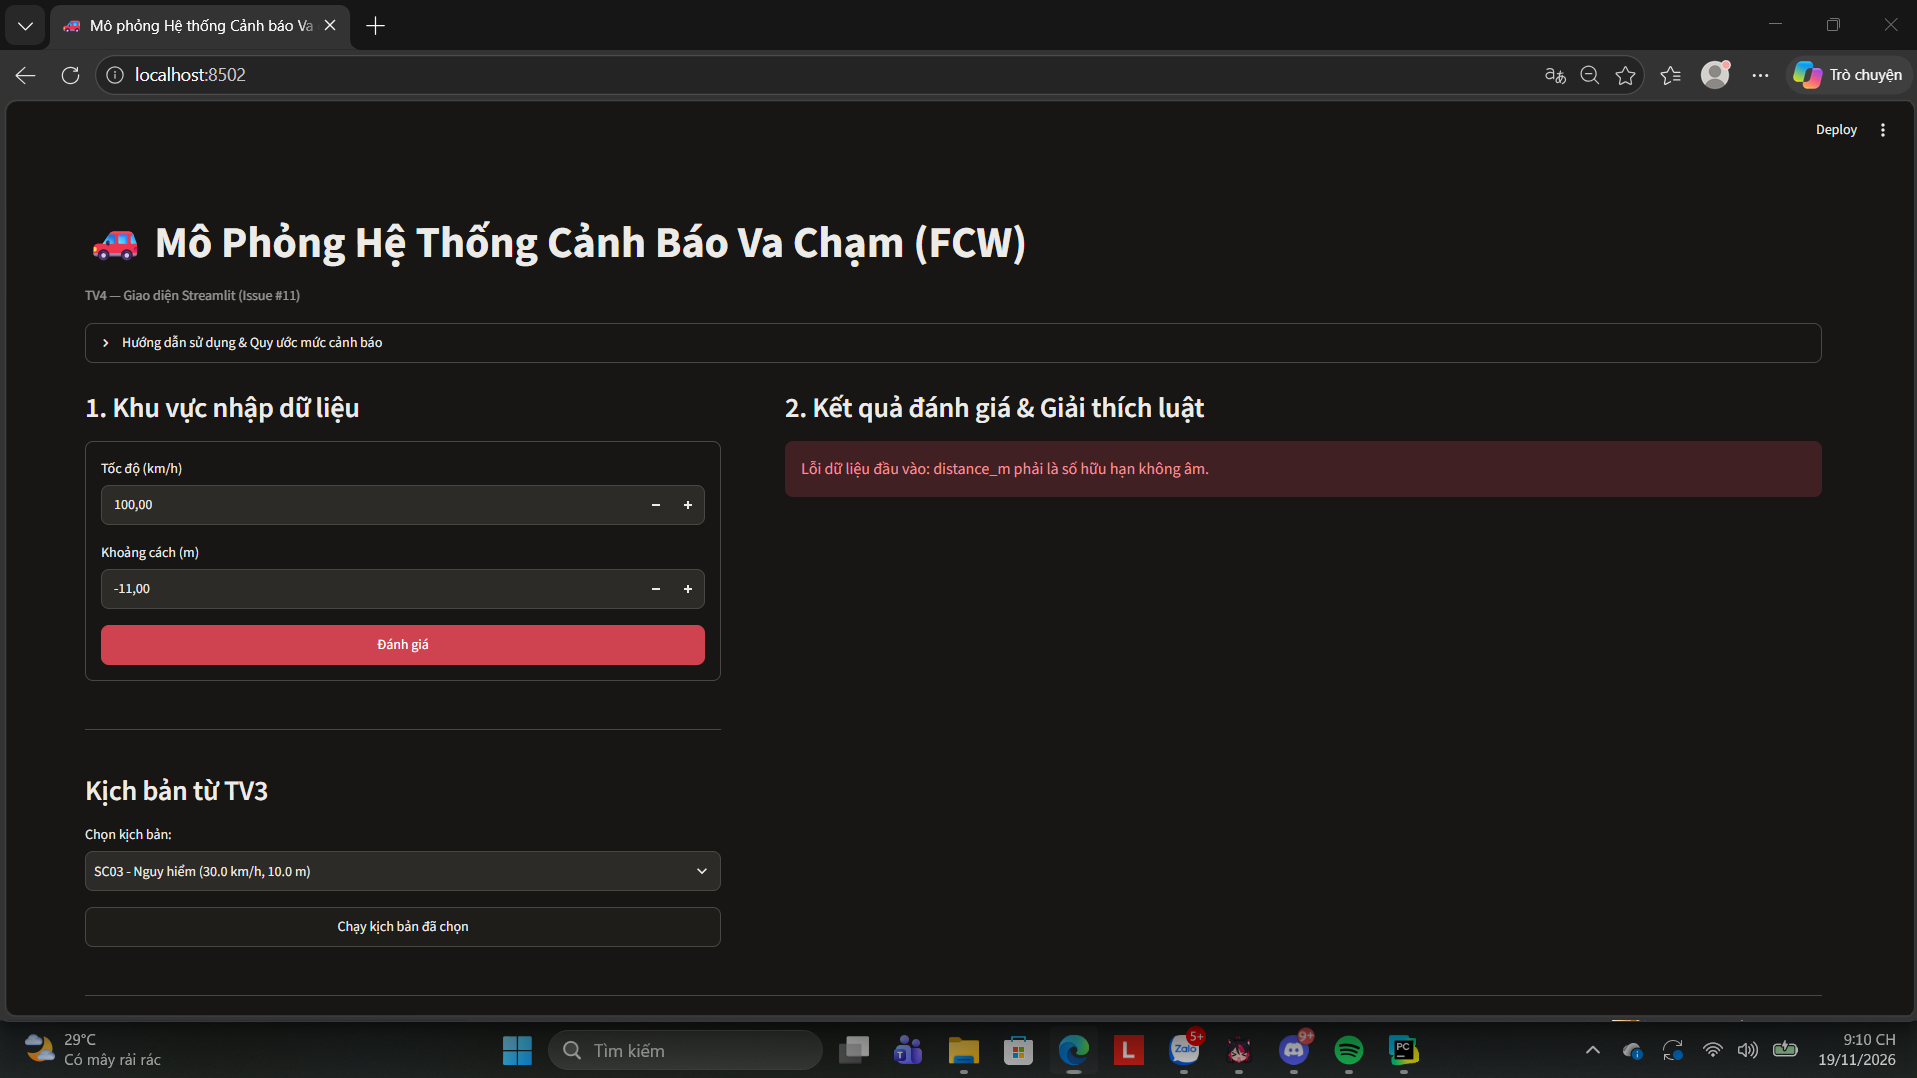 Mô phỏng Hệ thống Cảnh báo Va
localhost:8502
Trò chuyện
Deploy
Mô Phỏng Hệ Thống Cảnh Báo Va Chạm (FCW)
TV4 — Giao diện Streamlit (Issue #11)
Hướng dẫn sử dụng & Quy ước mức cảnh báo
1. Khu vực nhập dữ liệu
Tốc độ (km/h)
100,00
Khoảng cách (m)
-11,00
Đánh giá
2. Kết quả đánh giá & Giải thích luật
Lỗi dữ liệu đầu vào: distance_m phải là số hữu hạn không âm.
Kịch bản từ TV3
Chọn kịch bản:
SC03 - Nguy hiểm (30.0 km/h, 10.0 m)
Chạy kịch bản đã chọn
29°C
Có mây rải rác
Tìm kiếm
L
Zalo
5+
9+
PC
9:10 CH
19/11/2026